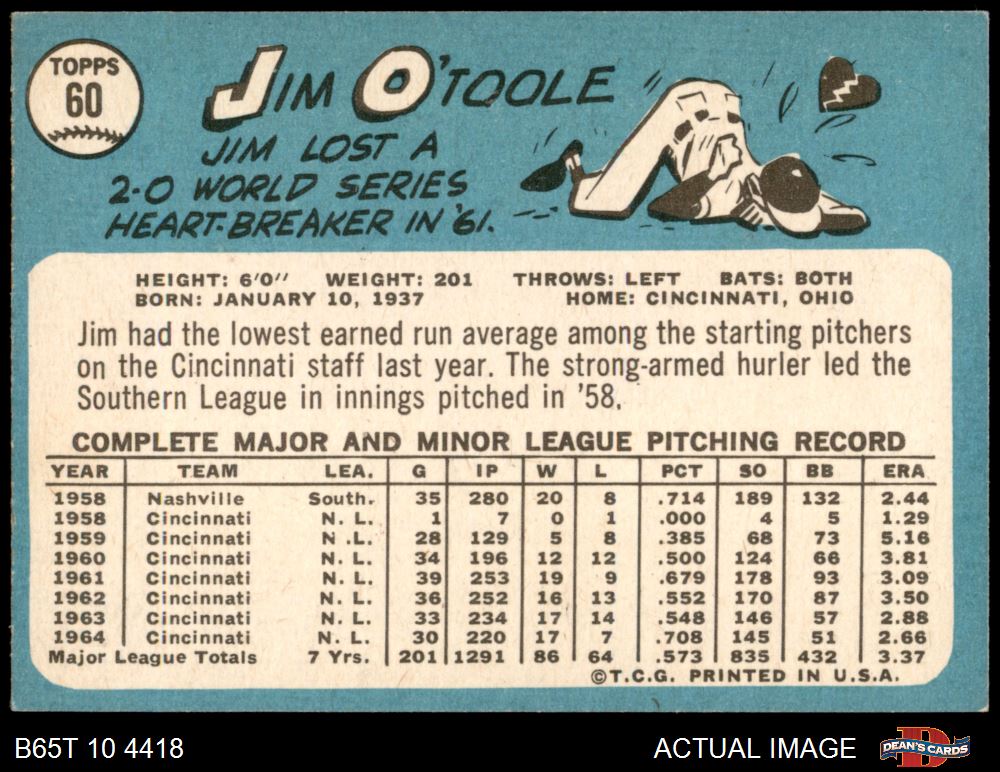 TOPPS
60
JIM O'TOOLE
JIM LOST A
2-0 WORLD SERIES
HEART-BREAKER IN '61.
HEIGHT: 6'0" WEIGHT: 201 THROWS: LEFT BATS: BOTH
BORN: JANUARY 10, 1937 HOME: CINCINNATI, OHIO
Jim had the lowest earned run average among the starting pitchers
on the Cincinnati staff last year. The strong-armed hurler led the
Southern League in innings pitched in '58.
COMPLETE MAJOR AND MINOR LEAGUE PITCHING RECORD
YEAR TEAM LEA. G IP W L PCT SO BB ERA
1958 Nashville South. 35 280 20 8 .714 189 132 2.44
1958 Cincinnati N. L. 1 7 0 1 .000 4 5 1.29
1959 Cincinnati N .L. 28 129 5 8 .385 68 73 5.16
1960 Cincinnati N. L. 34 196 12 12 .500 124 66 3.81
1961 Cincinnati N. L. 39 253 19 9 .679 178 93 3.09
1962 Cincinnati N. L. 36 252 16 13 .552 170 87 3.50
1963 Cincinnati N. L. 33 234 17 14 .548 146 57 2.88
1964 Cincinnati N. L. 30 220 17 7 .708 145 51 2.66
Major League Totals 7 Yrs. 201 1291 86 64 .573 835 432 3.37
©T.C.G. PRINTED IN U.S.A.
B65T 10 4418 ACTUAL IMAGE D DEAN'S CARDS